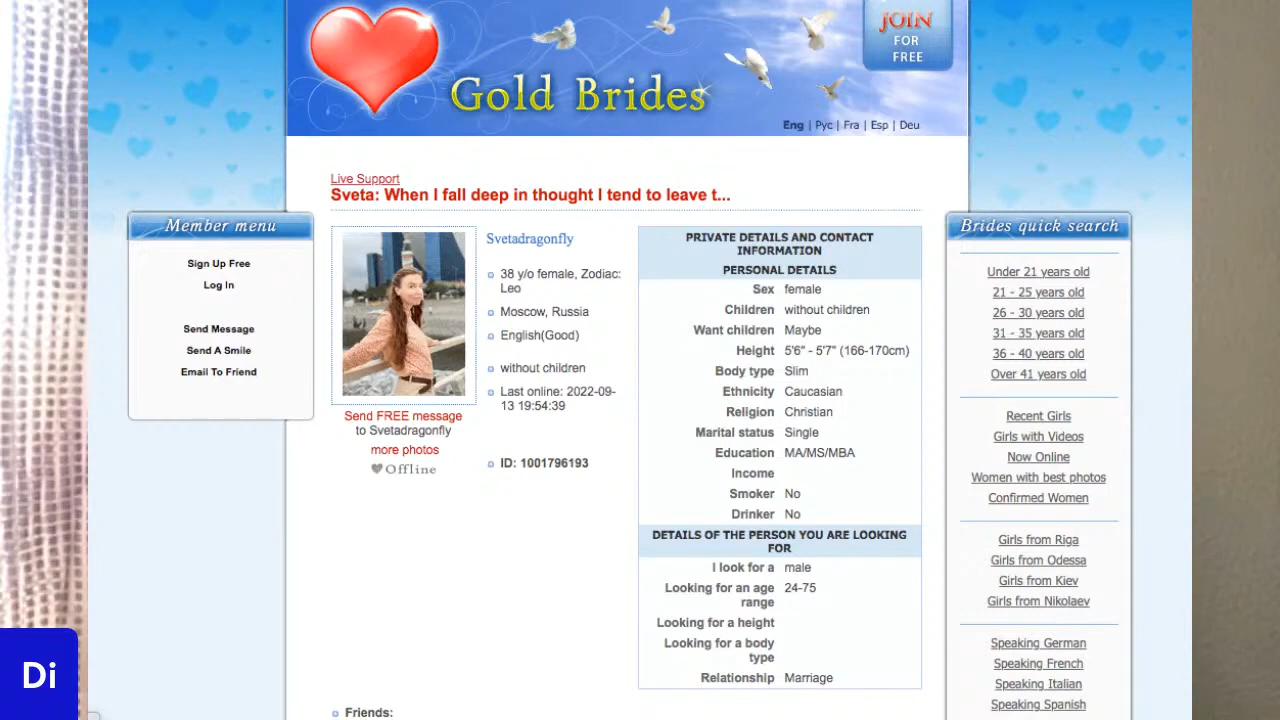 JOIN
FOR
FREE
Gold Brides
Eng | Рус | Fra | Esp | Deu
Live Support
Sveta: When I fall deep in thought I tend to leave t...
Member menu
Sign Up Free
Log In
Send Message
Send A Smile
Email To Friend
Send FREE message
to Svetadragonfly
more photos
Offline
Svetadragonfly
38 y/o female, Zodiac:
Leo
Moscow, Russia
English(Good)
without children
Last online: 2022-09-
13 19:54:39
ID: 1001796193
PRIVATE DETAILS AND CONTACT
INFORMATION
PERSONAL DETAILS
Sex female
Children without children
Want children Maybe
Height 5'6" - 5'7" (166-170cm)
Body type Slim
Ethnicity Caucasian
Religion Christian
Marital status Single
Education MA/MS/MBA
Income
Smoker No
Drinker No
DETAILS OF THE PERSON YOU ARE LOOKING
FOR
I look for a male
Looking for an age 24-75
range
Looking for a height
Looking for a body
type
Relationship Marriage
Friends:
Brides quick search
Under 21 years old
21 - 25 years old
26 - 30 years old
31 - 35 years old
36 - 40 years old
Over 41 years old
Recent Girls
Girls with Videos
Now Online
Women with best photos
Confirmed Women
Girls from Riga
Girls from Odessa
Girls from Kiev
Girls from Nikolaev
Speaking German
Speaking French
Speaking Italian
Speaking Spanish
Di